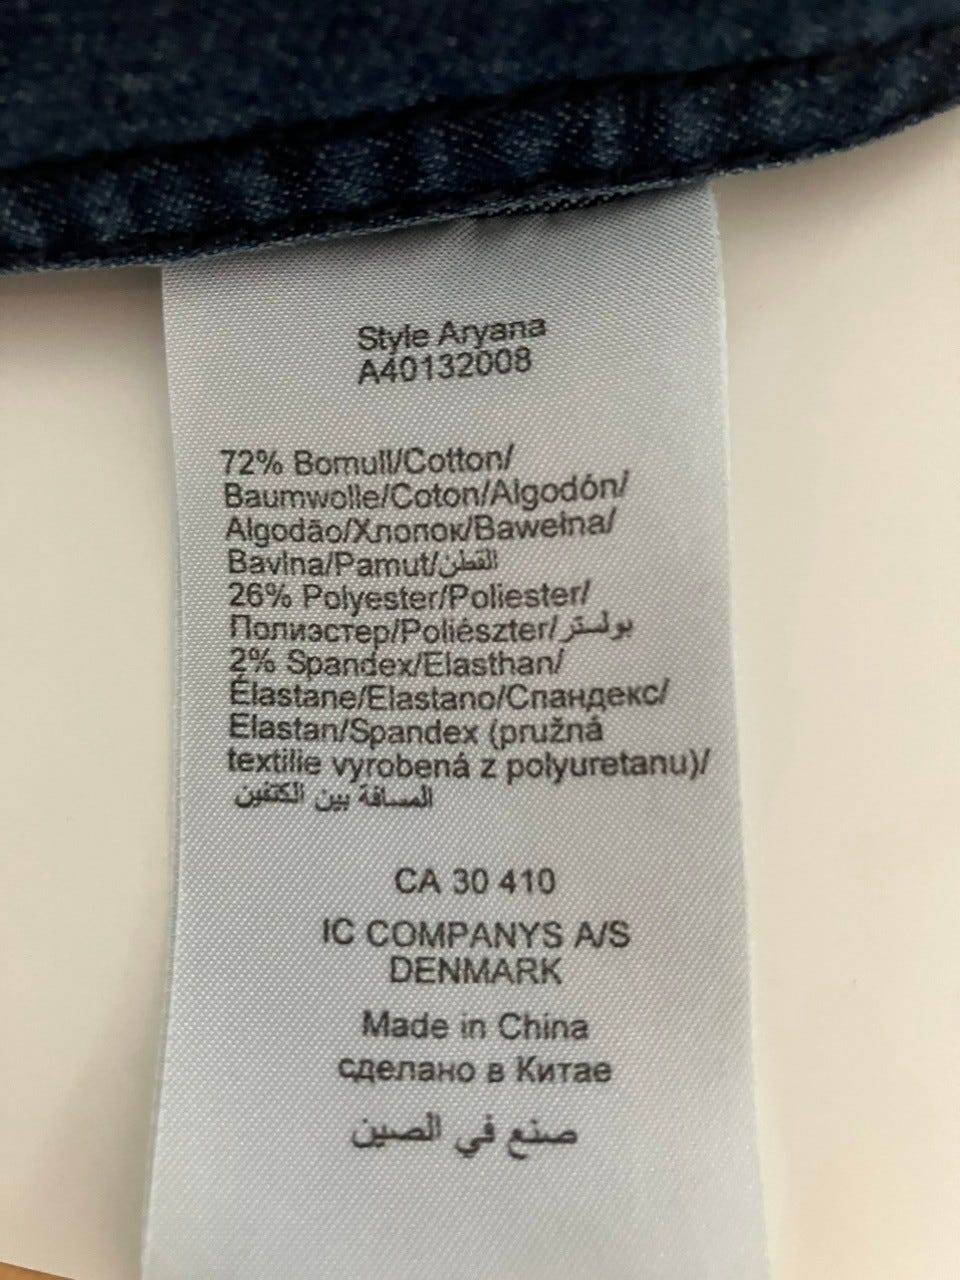 Style Aryana
A40132008
72% Bomull/Cotton/
Baumwolle/Coton/Algodón/
Algodão/Хлопок/Bawełna/
Bavlna/Pamut/القطن
26% Polyester/Poliester/
Полиэстер/Poliészter/بولستر
2% Spandex/Elasthan/
Élastane/Elastano/Спандекс/
Elastan/Spandex (pružná
textilie vyrobená z polyuretanu)/
المسافة بين الكتفين
CA 30 410
IC COMPANYS A/S
DENMARK
Made in China
сделано в Китае
صنع في الصين